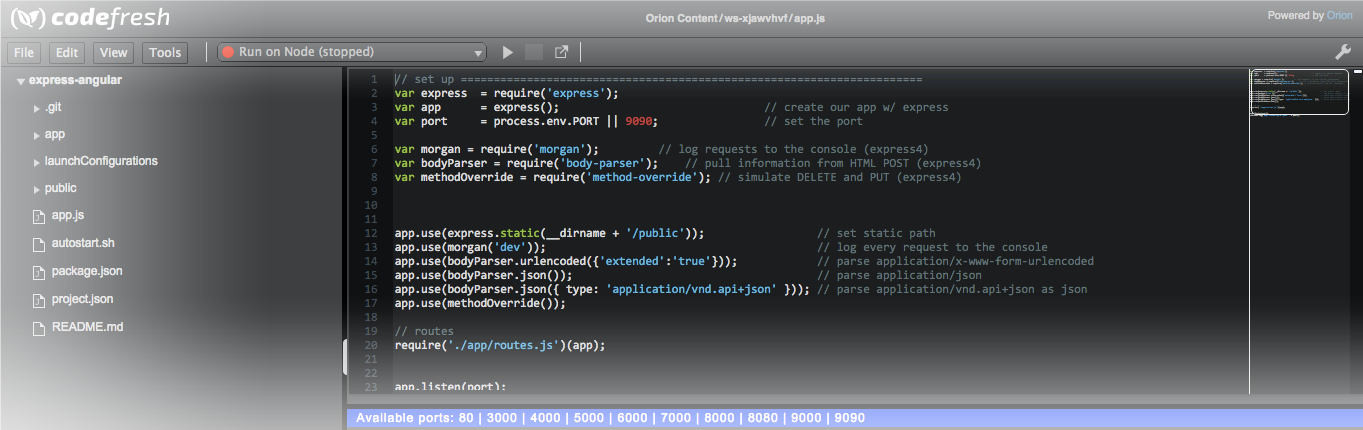 codefresh
Orion Content/ws-xjawvhvf/app.js
Powered by Orion
File Edit View Tools
Run on Node (stopped)
express-angular
.git
app
launchConfigurations
public
app.js
autostart.sh
package.json
project.json
README.md
1 // set up ======================================================================
2 var express  = require('express');
3 var app      = express();                               // create our app w/ express
4 var port     = process.env.PORT || 9090;                // set the port
5
6 var morgan = require('morgan');         // log requests to the console (express4)
7 var bodyParser = require('body-parser');    // pull information from HTML POST (express4)
8 var methodOverride = require('method-override'); // simulate DELETE and PUT (express4)
9
10
11
12 app.use(express.static(__dirname + '/public'));                 // set static path
13 app.use(morgan('dev'));                                         // log every request to the console
14 app.use(bodyParser.urlencoded({'extended':'true'}));            // parse application/x-www-form-urlencoded
15 app.use(bodyParser.json());                                     // parse application/json
16 app.use(bodyParser.json({ type: 'application/vnd.api+json' })); // parse application/vnd.api+json as json
17 app.use(methodOverride());
18
19 // routes
20 require('./app/routes.js')(app);
21
22
23 app.listen(port);
Available ports: 80 | 3000 | 4000 | 5000 | 6000 | 7000 | 8000 | 8080 | 9000 | 9090